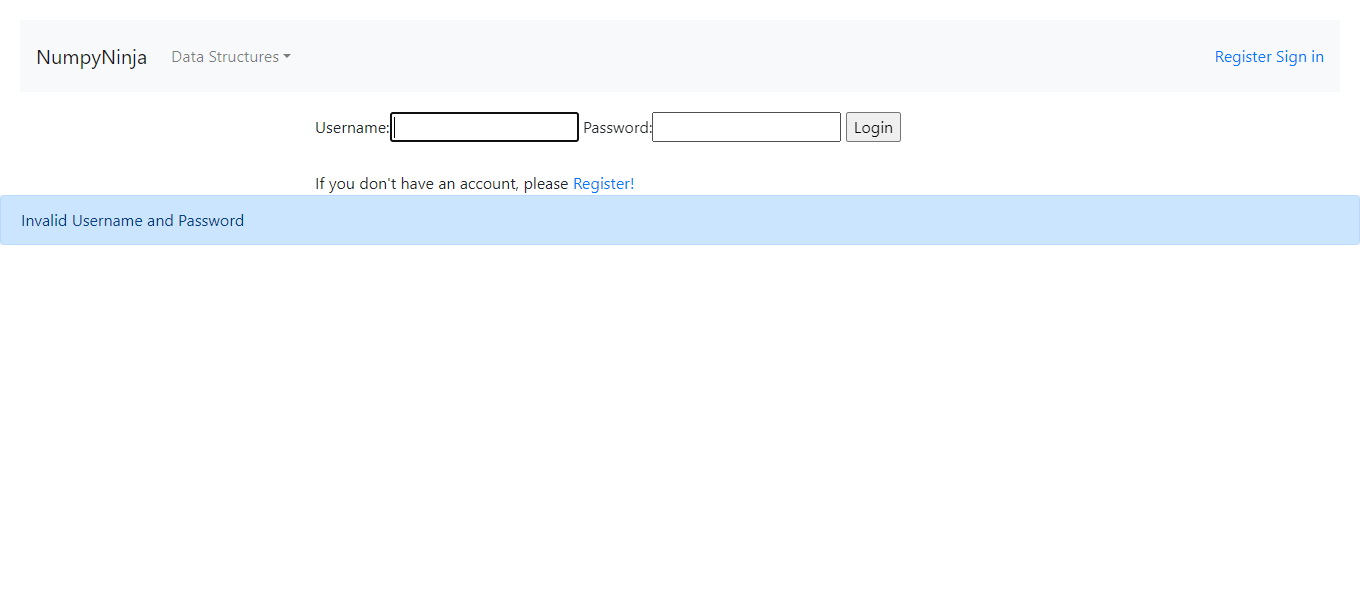 NumpyNinja Data Structures Register Sign in
Username: Password: Login
If you don't have an account, please Register!
Invalid Username and Password